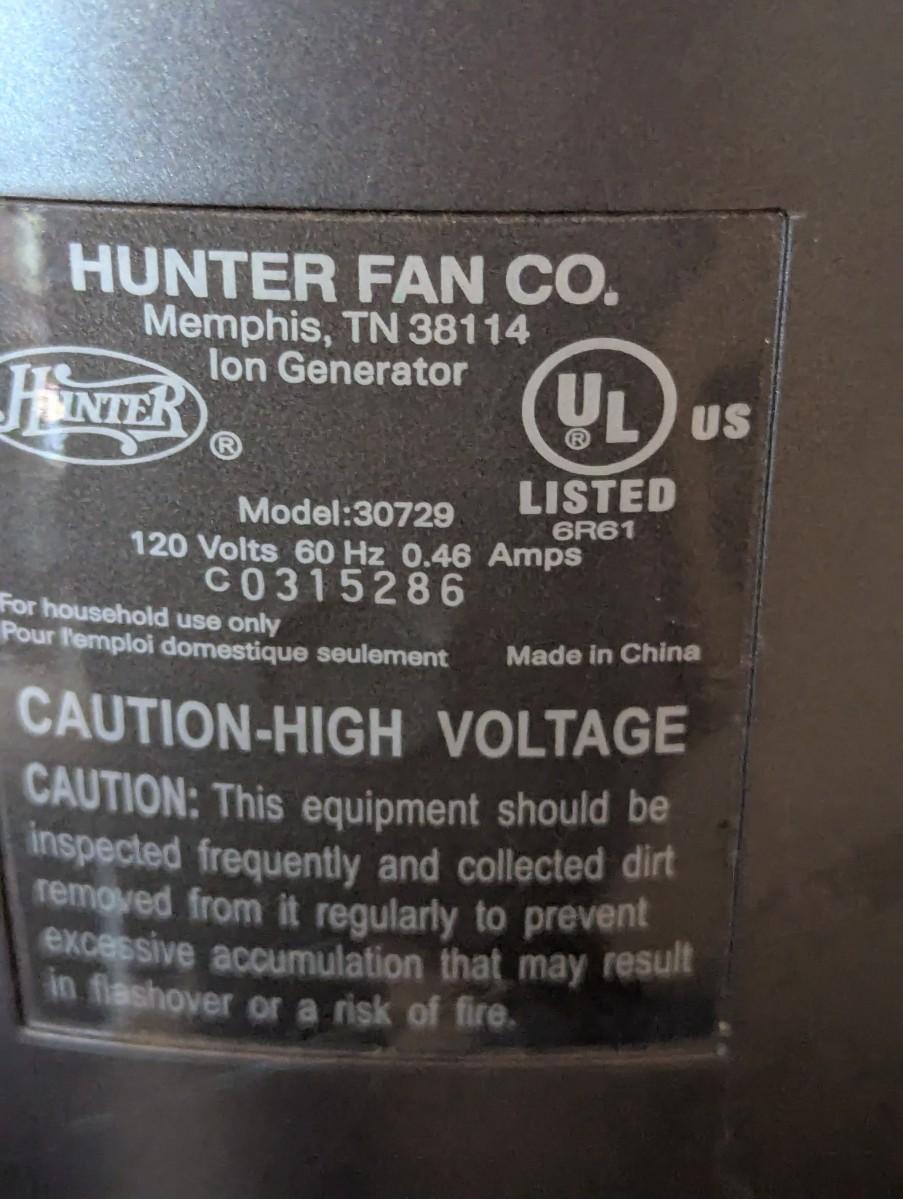 HUNTER FAN CO.
Memphis, TN 38114
Ion Generator
HUNTER
®
UL
®
US
LISTED
6R61
Model:30729
120 Volts 60 Hz 0.46 Amps
C0315286
For household use only
Pour l'emploi domestique seulement
Made in China
CAUTION-HIGH VOLTAGE
CAUTION: This equipment should be
inspected frequently and collected dirt
removed from it regularly to prevent
excessive accumulation that may result
in flashover or a risk of fire.